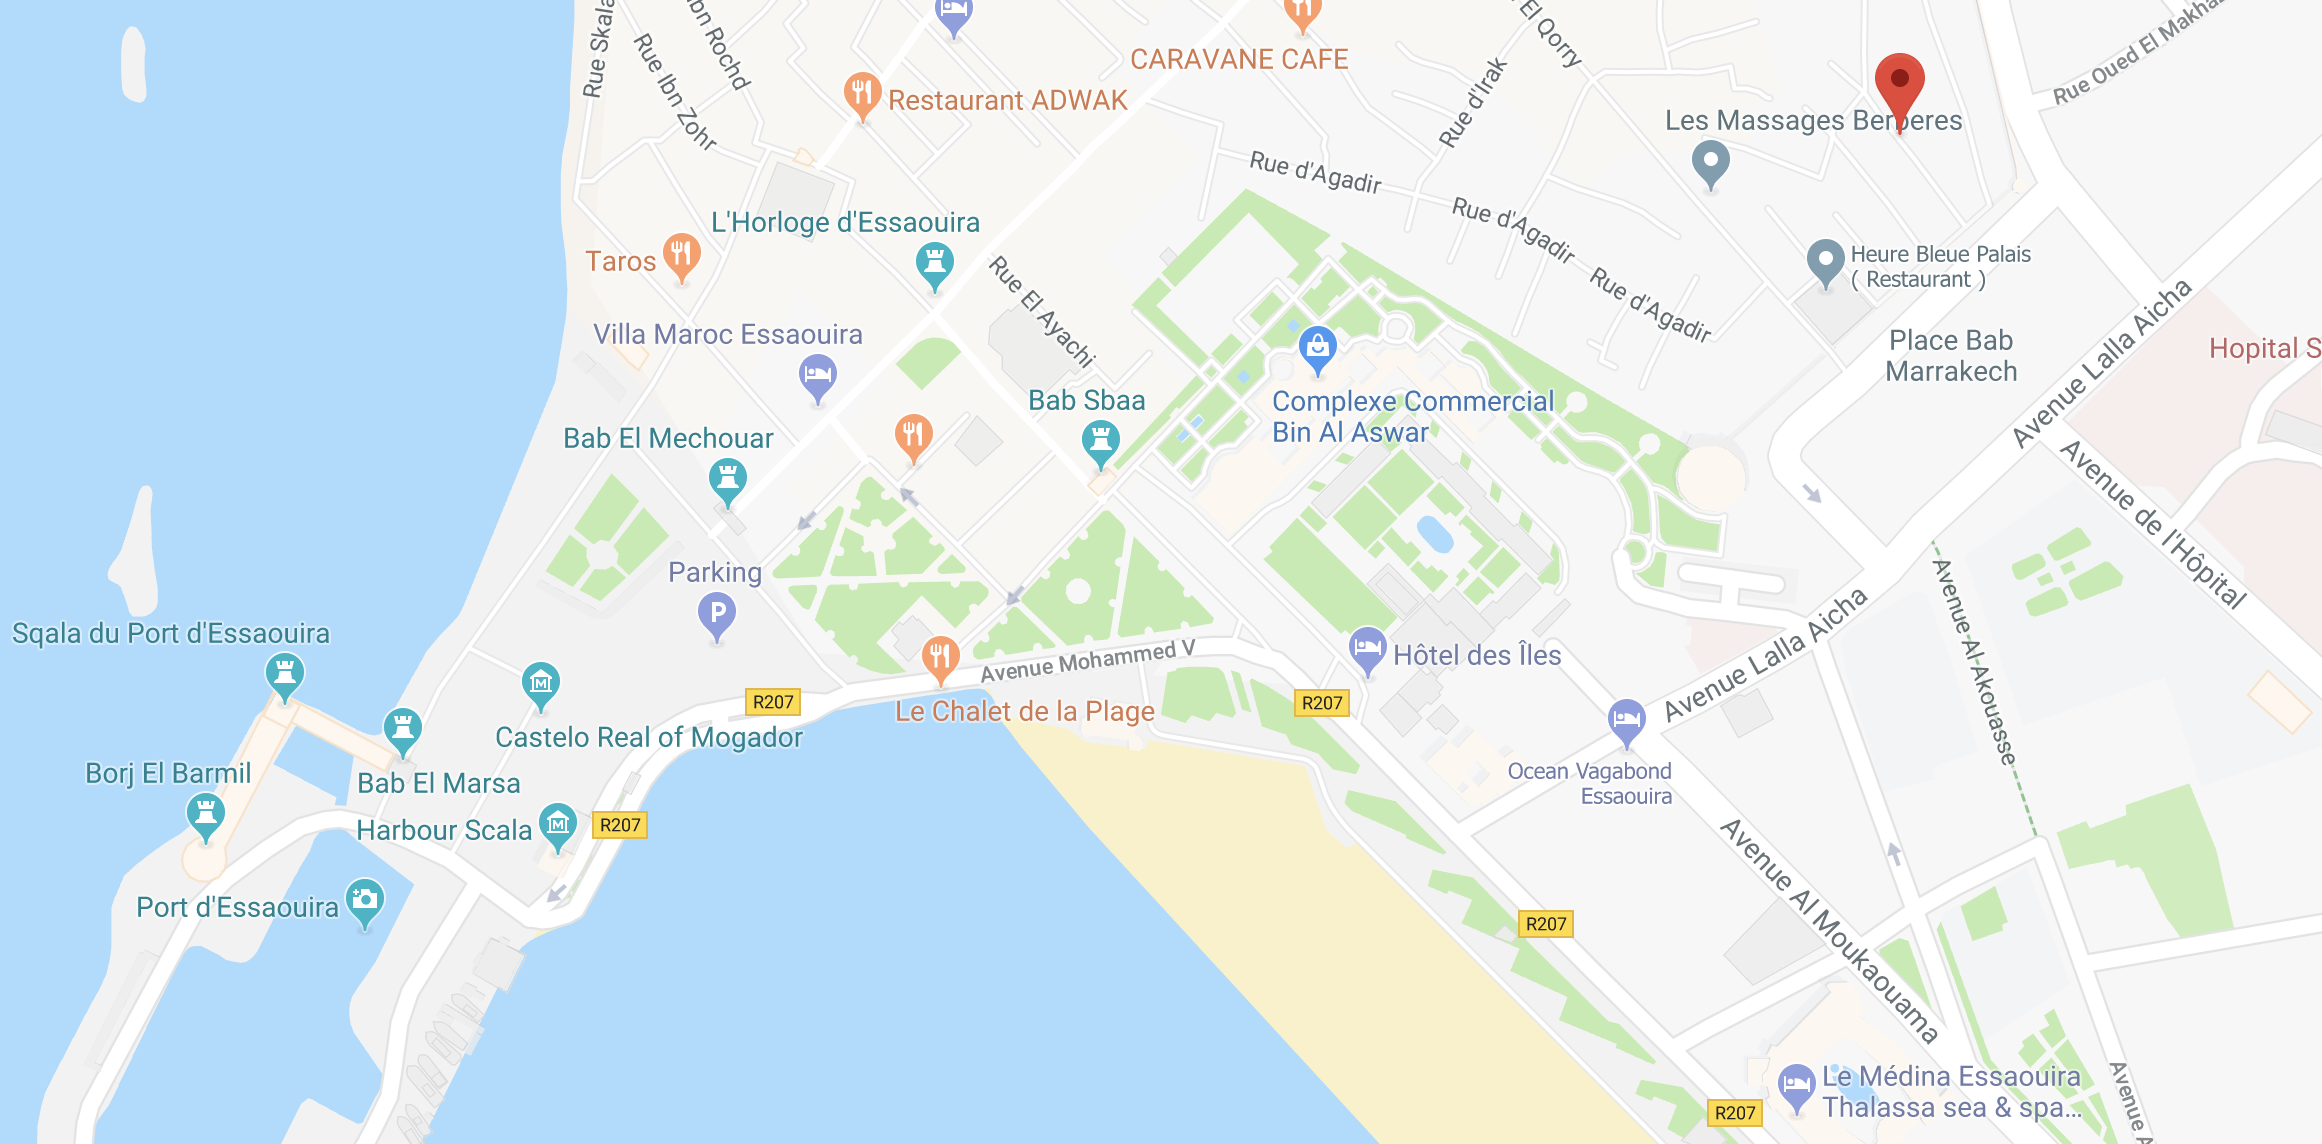 Rue Skala
Ibn Rochd
Rue Ibn Zohr
CARAVANE CAFE
Restaurant ADWAK
El Qorry
Rue d'Irak
Rue Oued El Makhaz
Les Massages Berberes
Rue d'Agadir
Rue d'Agadir
Rue d'Agadir
L'Horloge d'Essaouira
Taros
Rue El Ayachi
Heure Bleue Palais
( Restaurant )
Villa Maroc Essaouira
Place Bab
Marrakech
Avenue Lalla Aicha
Hopital S
Bab Sbaa
Complexe Commercial
Bin Al Aswar
Bab El Mechouar
Avenue de l'Hôpital
Parking
P
Avenue Al Akouasse
Sqala du Port d'Essaouira
Avenue Mohammed V
Hôtel des Îles
Avenue Lalla Aicha
M
R207
R207
Le Chalet de la Plage
Castelo Real of Mogador
Borj El Barmil
Bab El Marsa
Ocean Vagabond
Essaouira
Harbour Scala
M
R207
Port d'Essaouira
Avenue Al Moukaouama
R207
Le Médina Essaouira
Thalassa sea & spa...
R207
Avenue A